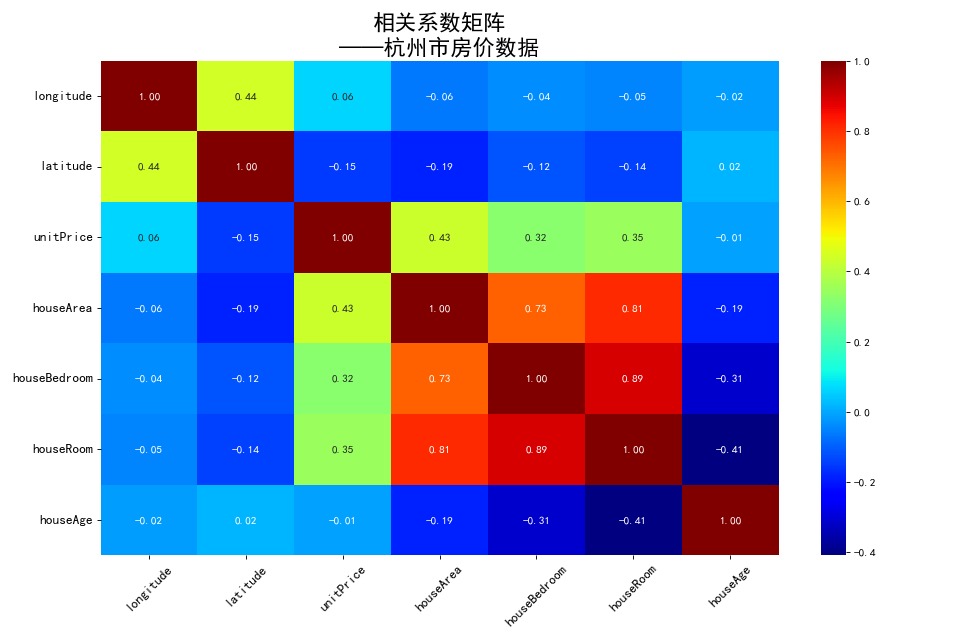 相关系数矩阵
——杭州市房价数据
longitude 1.00 0.44 0.06 -0.06 -0.04 -0.05 -0.02
latitude 0.44 1.00 -0.15 -0.19 -0.12 -0.14 0.02
unitPrice 0.06 -0.15 1.00 0.43 0.32 0.35 -0.01
houseArea -0.06 -0.19 0.43 1.00 0.73 0.81 -0.19
houseBedroom -0.04 -0.12 0.32 0.73 1.00 0.89 -0.31
houseRoom -0.05 -0.14 0.35 0.81 0.89 1.00 -0.41
houseAge -0.02 0.02 -0.01 -0.19 -0.31 -0.41 1.00
longitude latitude unitPrice houseArea houseBedroom houseRoom houseAge
1.0
0.8
0.6
0.4
0.2
0.0
-0.2
-0.4